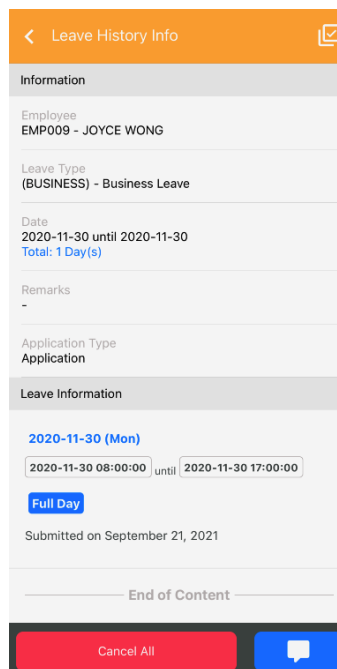 Leave History Info
Information
Employee
EMP009 - JOYCE WONG
Leave Type
(BUSINESS) - Business Leave
Date
2020-11-30 until 2020-11-30
Total: 1 Day(s)
Remarks
-
Application Type
Application
Leave Information
2020-11-30 (Mon)
2020-11-30 08:00:00 until 2020-11-30 17:00:00
Full Day
Submitted on September 21, 2021
End of Content
Cancel All